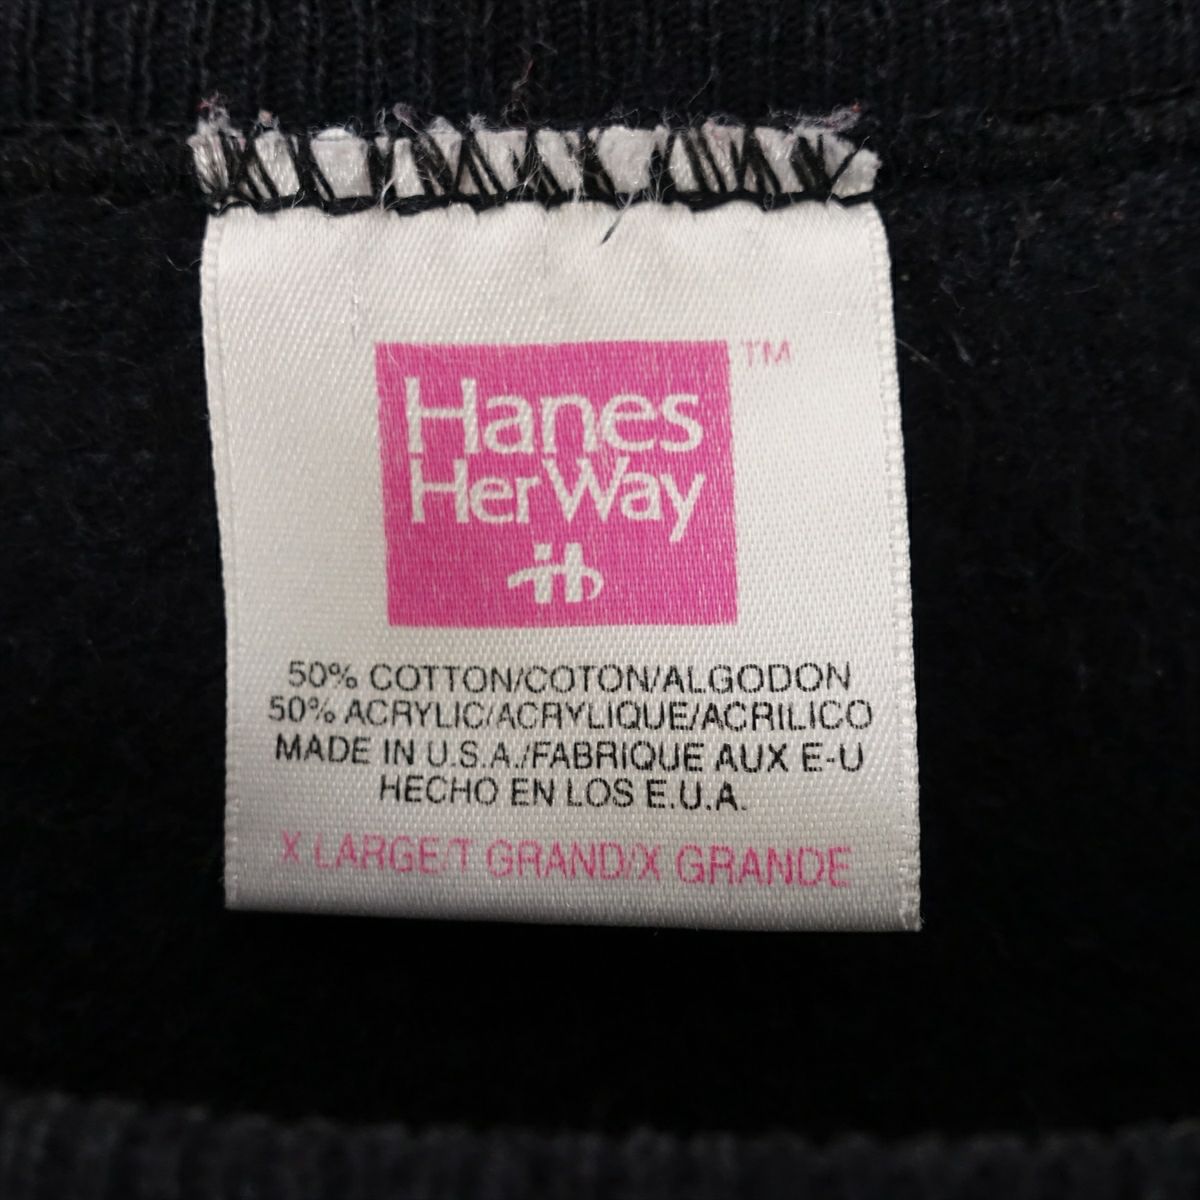 Hanes
Her Way
TM
50% COTTON/COTON/ALGODON
50% ACRYLIC/ACRYLIQUE/ACRILICO
MADE IN U.S.A./FABRIQUE AUX E-U
HECHO EN LOS E.U.A.
X LARGE/T GRAND/X GRANDE